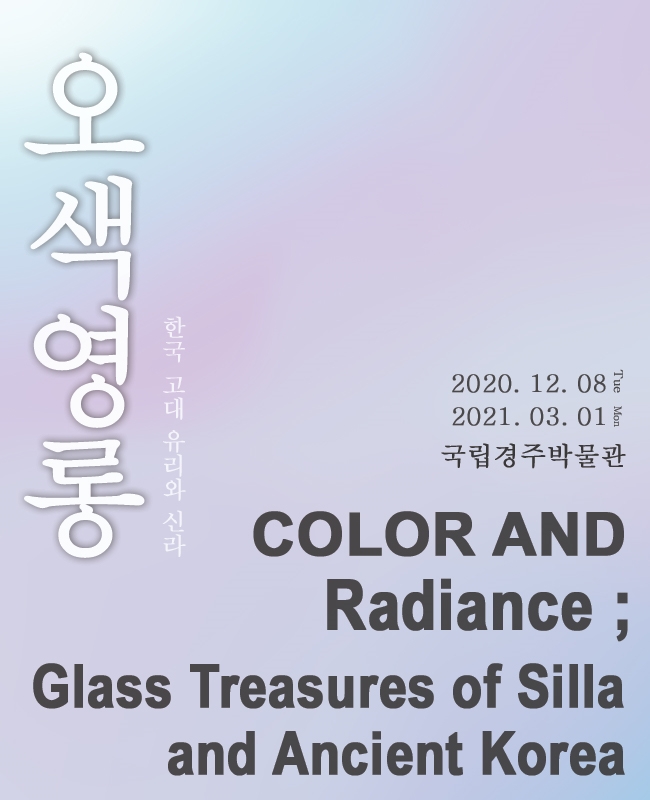 오색영롱
한국 고대 유리와 신라
2020. 12. 08 Tue
2021. 03. 01 Mon
국립경주박물관
COLOR AND
Radiance ;
Glass Treasures of Silla
and Ancient Korea